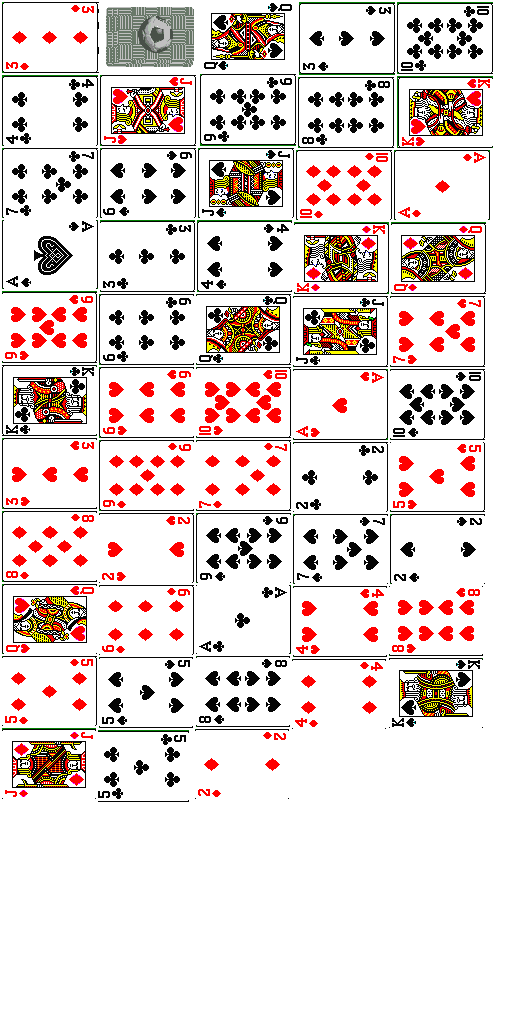 3 Q 3 10
3 Q 3 10
4 J 9 8 K
4 J 9 8 K
7 6 J 10 A
7 6 J 10 A
A 3 4 K Q
A 3 4 K Q
9 6 Q J 7
9 6 Q J 7
K 6 10 A 10
K 6 10 A 10
3 9 7 2 5
3 9 7 2 5
8 2 9 7 2
8 2 9 7 2
Q 6 A 4 8
Q 6 A 4 8
5 5 8 4 K
5 5 8 4 K
J 5 2
J 5 2